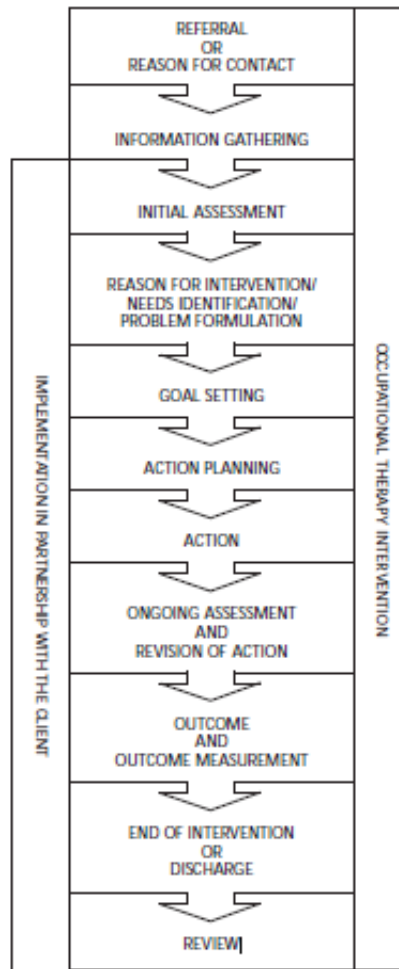 REFERRAL
OR
REASON FOR CONTACT
INFORMATION GATHERING
INITIAL ASSESSMENT
REASON FOR INTERVENTION/
NEEDS IDENTIFICATION/
PROBLEM FORMULATION
GOAL SETTING
ACTION PLANNING
ACTION
ONGOING ASSESSMENT
AND
REVISION OF ACTION
OUTCOME
AND
OUTCOME MEASUREMENT
END OF INTERVENTION
OR
DISCHARGE
REVIEW
IMPLEMENTATION IN PARTNERSHIP WITH THE CLIENT
OCCUPATIONAL THERAPY INTERVENTION